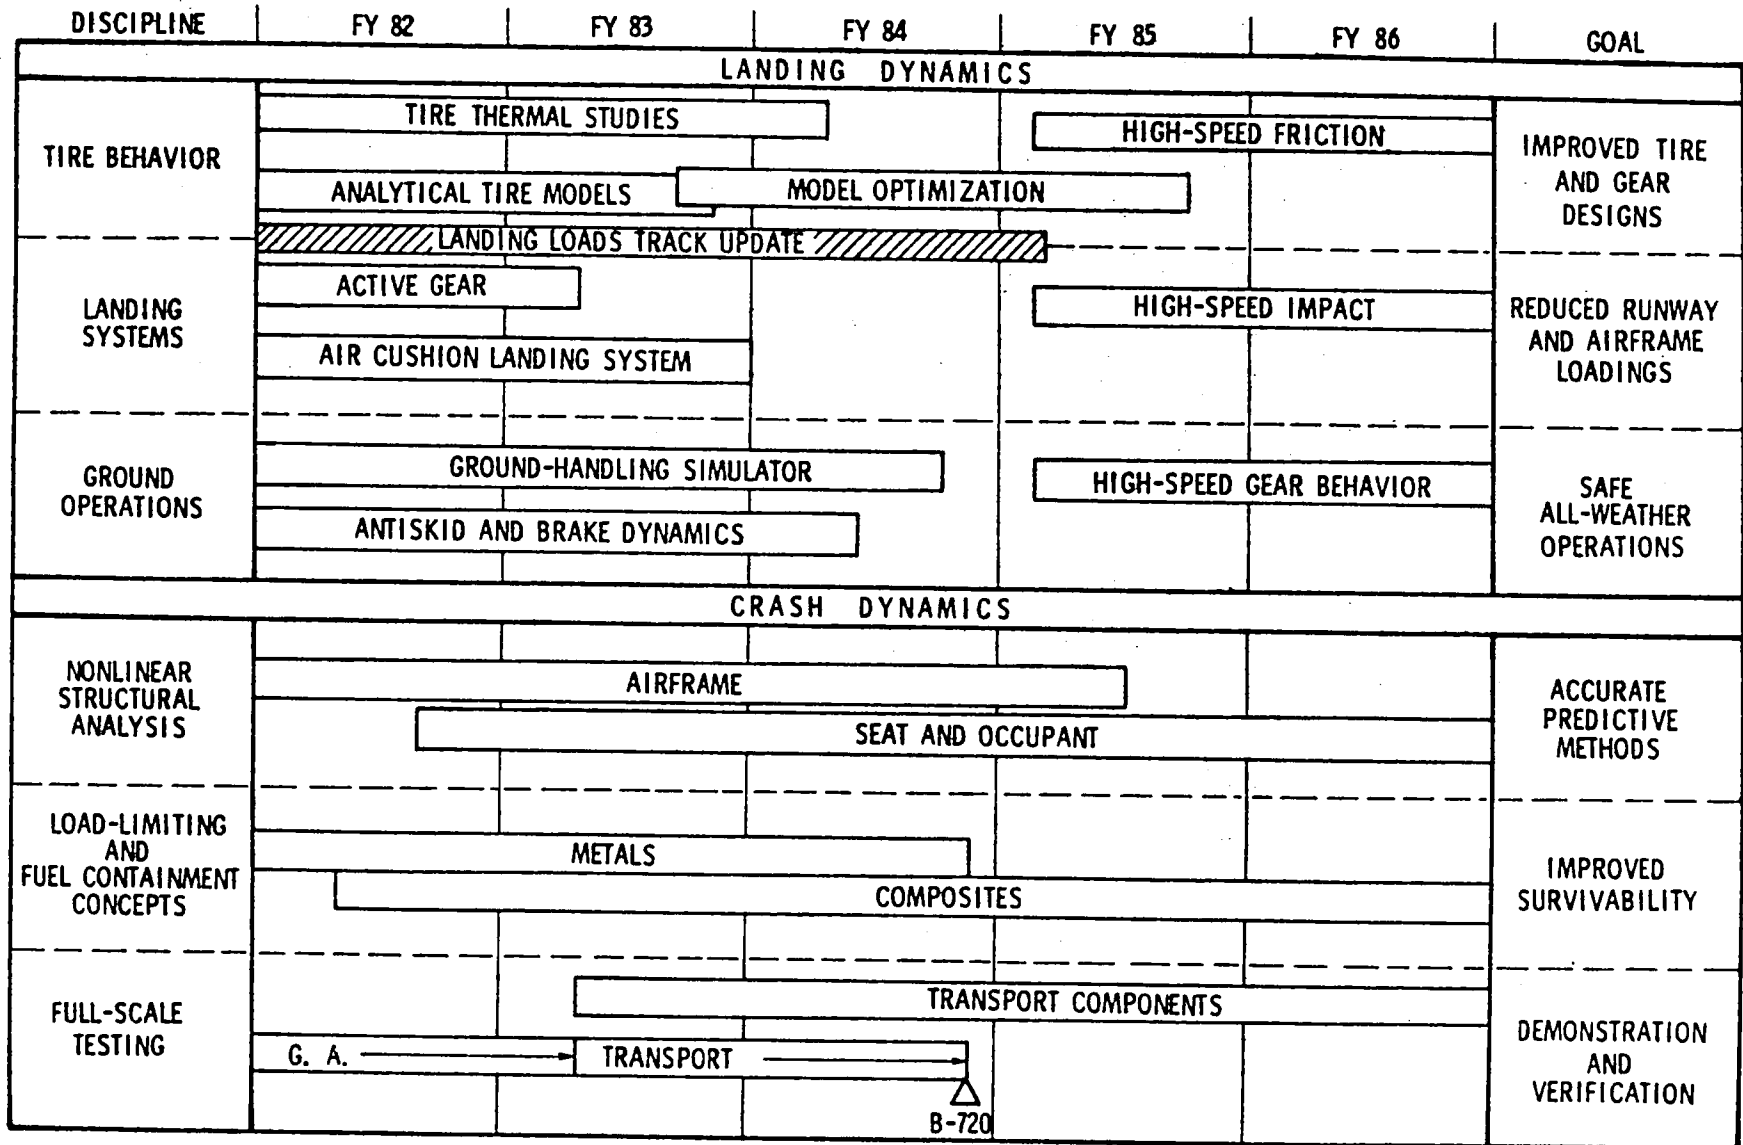 DISCIPLINE FY 82 FY 83 FY 84 FY 85 FY 86 GOAL
LANDING DYNAMICS
TIRE BEHAVIOR
TIRE THERMAL STUDIES
HIGH-SPEED FRICTION
ANALYTICAL TIRE MODELS
MODEL OPTIMIZATION
IMPROVED TIRE
AND GEAR
DESIGNS
LANDING LOADS TRACK UPDATE
LANDING
SYSTEMS
ACTIVE GEAR
HIGH-SPEED IMPACT
AIR CUSHION LANDING SYSTEM
REDUCED RUNWAY
AND AIRFRAME
LOADINGS
GROUND
OPERATIONS
GROUND-HANDLING SIMULATOR
HIGH-SPEED GEAR BEHAVIOR
ANTISKID AND BRAKE DYNAMICS
SAFE
ALL-WEATHER
OPERATIONS
CRASH DYNAMICS
NONLINEAR
STRUCTURAL
ANALYSIS
AIRFRAME
SEAT AND OCCUPANT
ACCURATE
PREDICTIVE
METHODS
LOAD-LIMITING
AND
FUEL CONTAINMENT
CONCEPTS
METALS
COMPOSITES
IMPROVED
SURVIVABILITY
FULL-SCALE
TESTING
TRANSPORT COMPONENTS
G. A.
TRANSPORT
B-720
DEMONSTRATION
AND
VERIFICATION